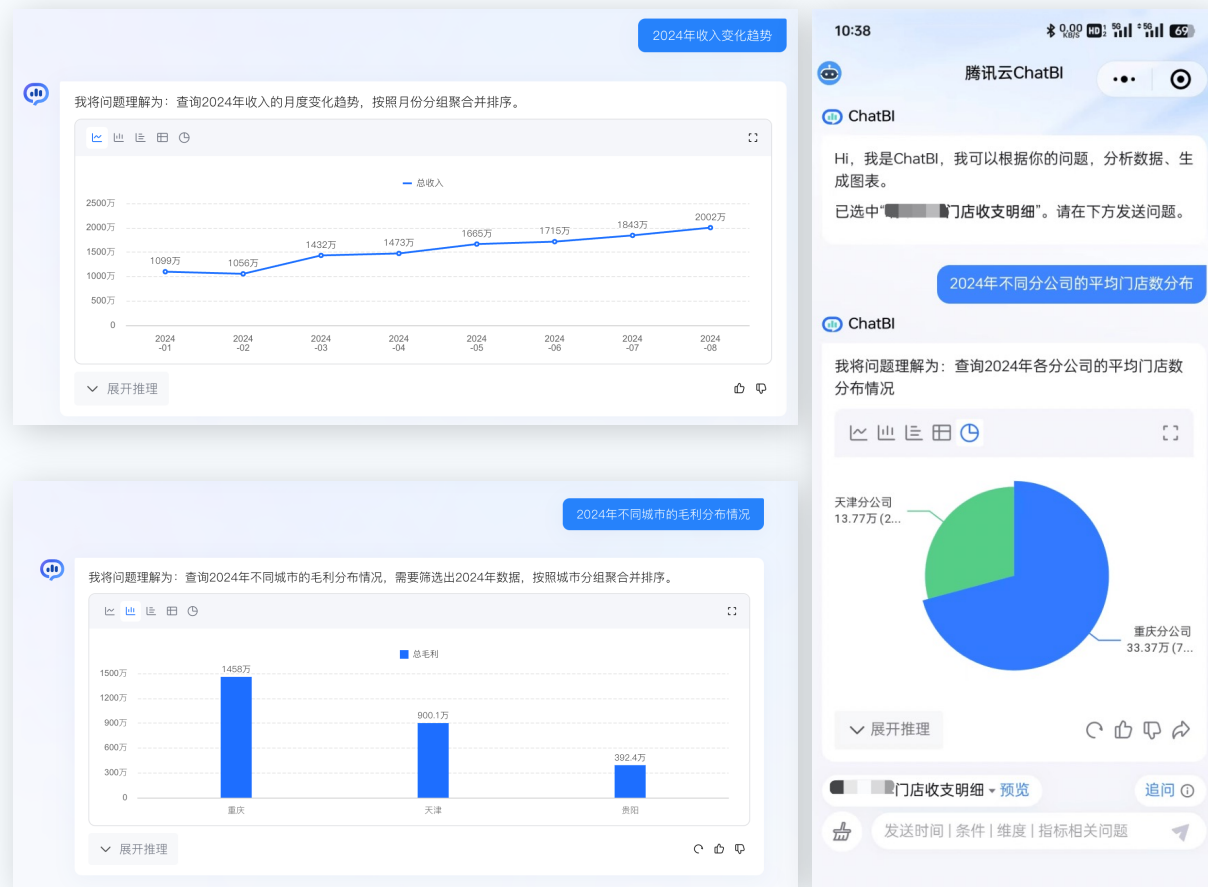 2024年收入变化趋势
我将问题理解为：查询2024年收入的月度变化趋势，按照月份分组聚合并排序。
总收入
2500万
2000万
1500万
1000万
500万
0
1099万
1056万
1432万
1473万
1665万
1715万
1843万
2002万
2024
-01
2024
-02
2024
-03
2024
-04
2024
-05
2024
-06
2024
-07
2024
-08
展开推理
2024年不同城市的毛利分布情况
我将问题理解为：查询2024年不同城市的毛利分布情况，需要筛选出2024年数据，按照城市分组聚合并排序。
总毛利
1500万
1200万
900万
600万
300万
0
1458万
900.1万
392.4万
重庆
天津
贵阳
展开推理
10:38
0.00
KB/S
HD
5G
5G
69
腾讯云ChatBI
ChatBI
Hi，我是ChatBI，我可以根据你的问题，分析数据、生
成图表。
已选中“门店收支明细”。请在下方发送问题。
2024年不同分公司的平均门店数分布
ChatBI
我将问题理解为：查询2024年各分公司的平均门店数
分布情况
天津分公司
13.77万 (2...
重庆分公司
33.37万 (7...
展开推理
门店收支明细
预览
追问
发送时间 | 条件 | 维度 | 指标相关问题